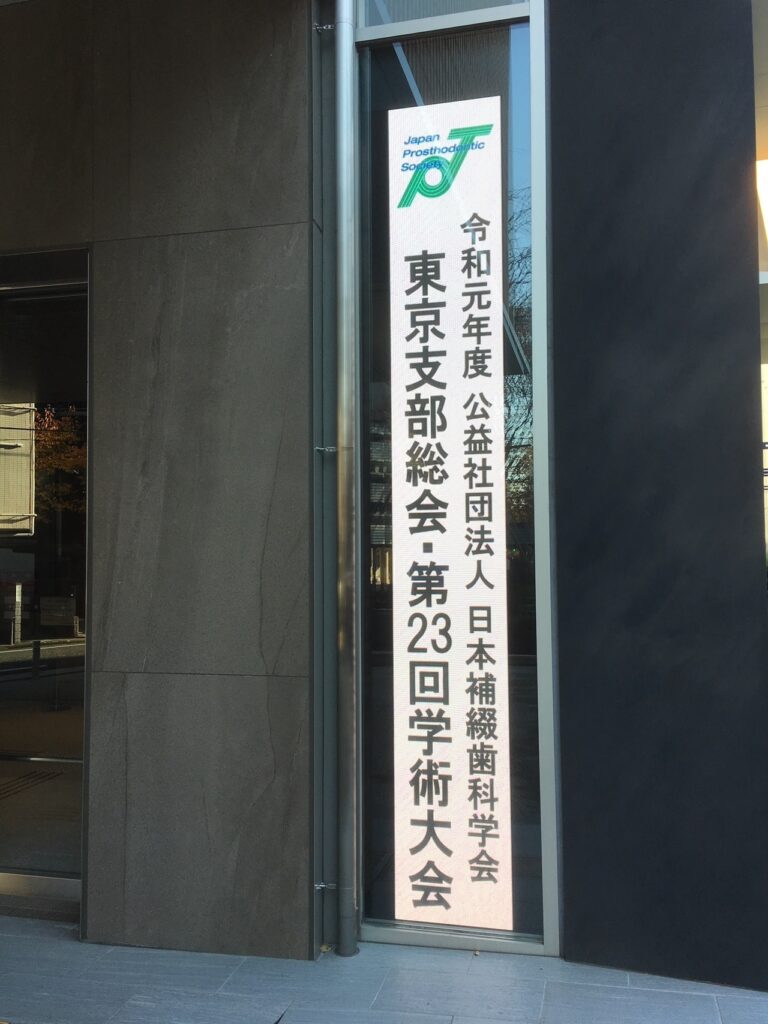 Japan
Prosthodontic
Society
令和元年度 公益社団法人 日本補綴歯科学会
東京支部総会・第23回学術大会